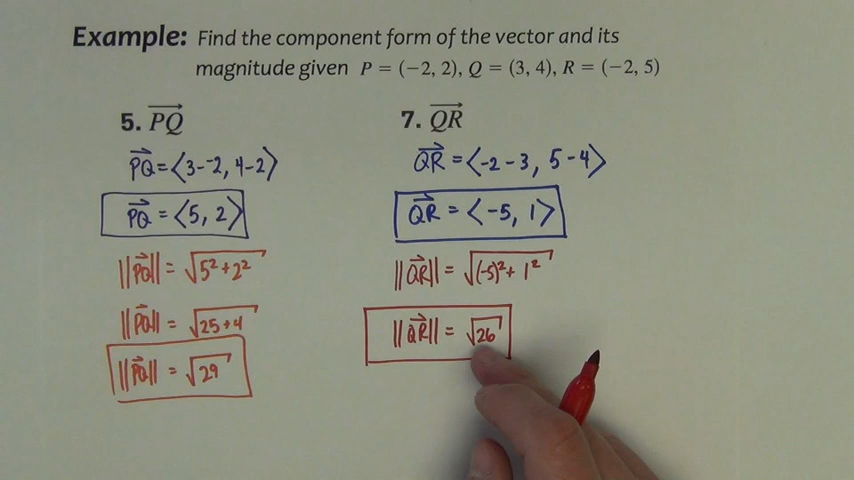 Example: Find the component form of the vector and its
magnitude given P = (−2, 2), Q = (3, 4), R = (−2, 5)
5. PQ
PQ = ⟨3 - -2, 4-2⟩
PQ = ⟨5, 2⟩
||PQ|| = √5² + 2²
||PQ|| = √25+4
||PQ|| = √29
7. QR
QR = ⟨-2-3, 5-4⟩
QR = ⟨-5, 1⟩
||QR|| = √(-5)² + 1²
||QR|| = √26